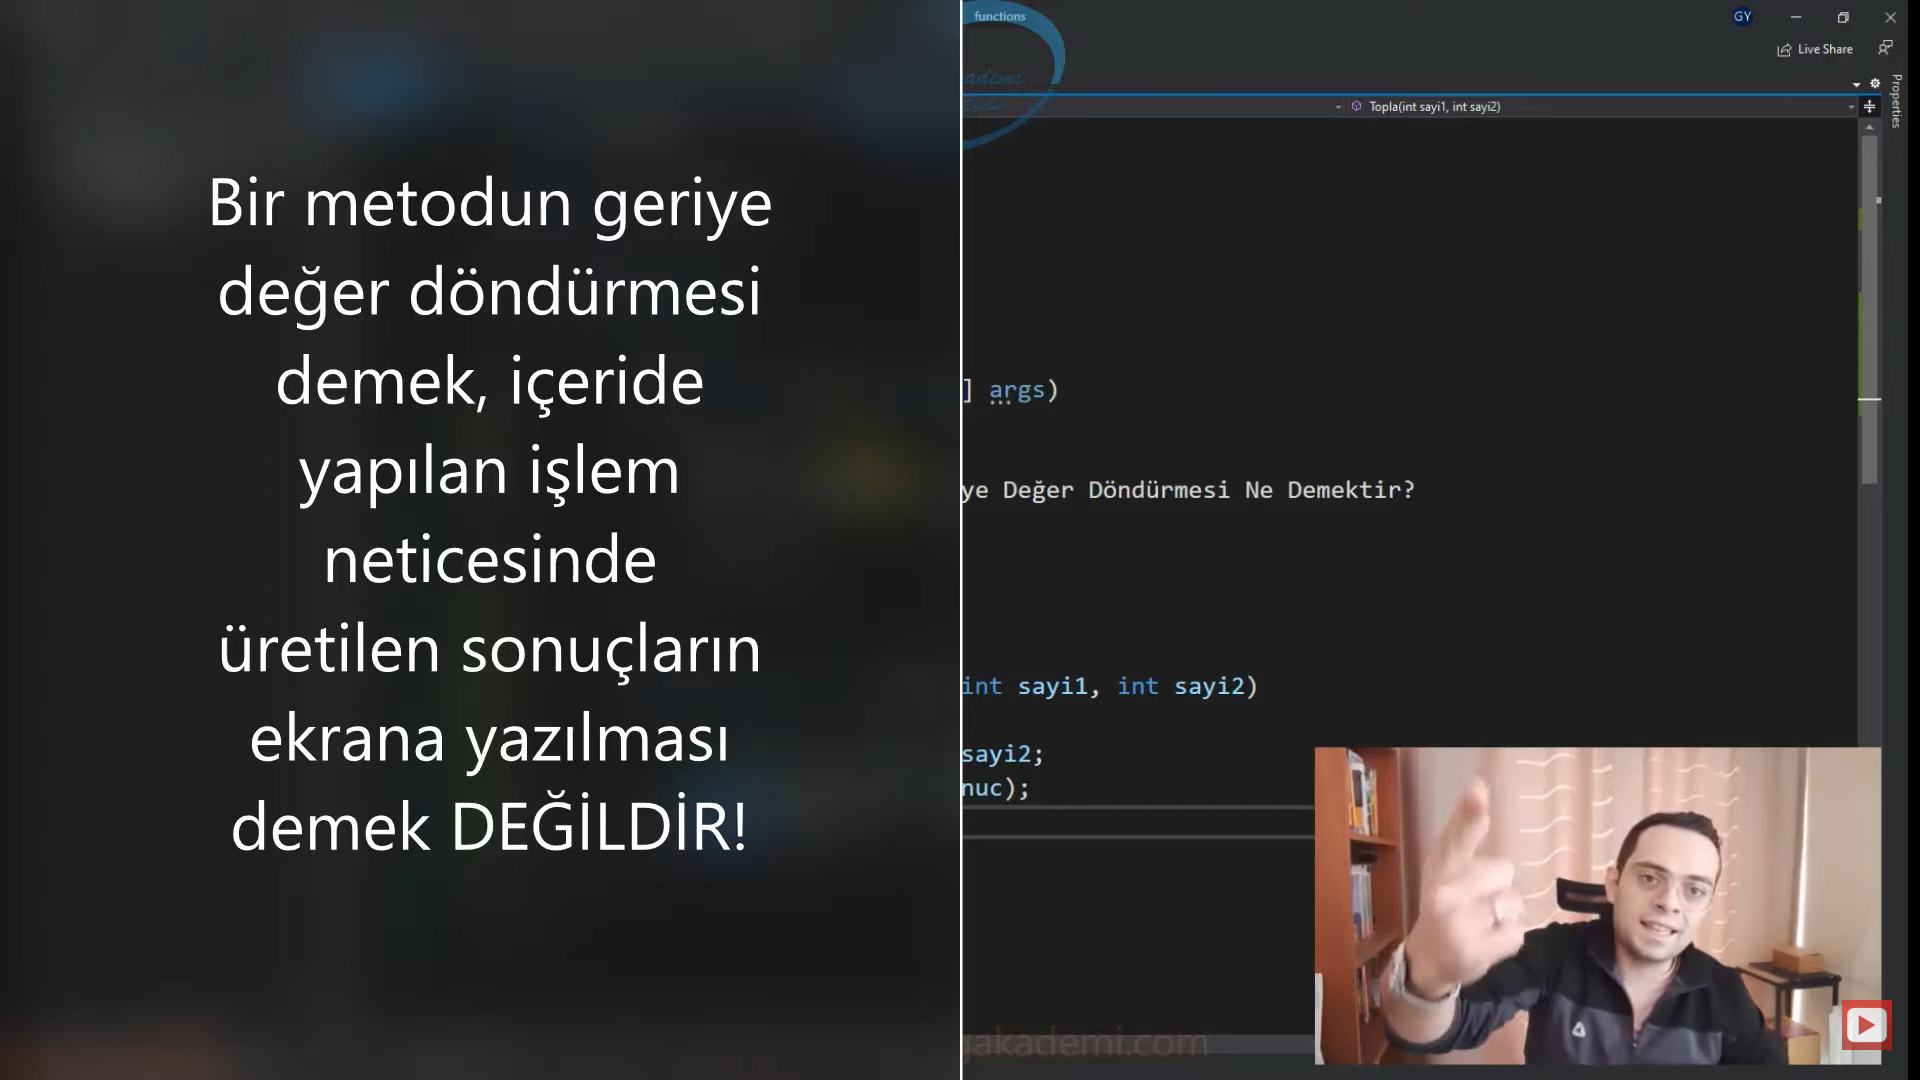 Bir metodun geriye
değer döndürmesi
demek, içeride
yapılan işlem
neticesinde
üretilen sonuçların
ekrana yazılması
demek DEĞİLDİR!
functions
GY
Live Share
Properties
Topla(int sayi1, int sayi2)
] args)
ye Değer Döndürmesi Ne Demektir?
int sayi1, int sayi2)
sayi2;
nuc);
akademi.com